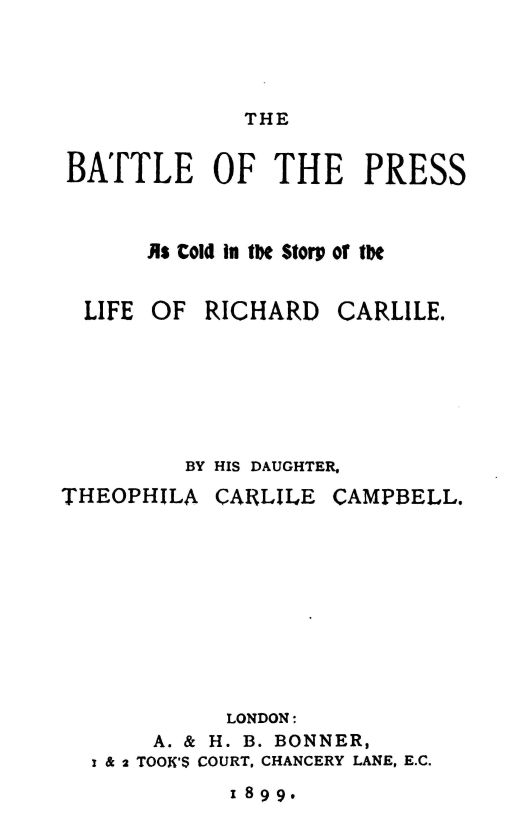 THE
BATTLE OF THE PRESS
As Told in the Story of the
LIFE OF RICHARD CARLILE.
BY HIS DAUGHTER,
THEOPHILA CARLILE CAMPBELL.
LONDON:
A. & H. B. BONNER,
1 & 2 TOOK'S COURT, CHANCERY LANE, E.C.
1899.